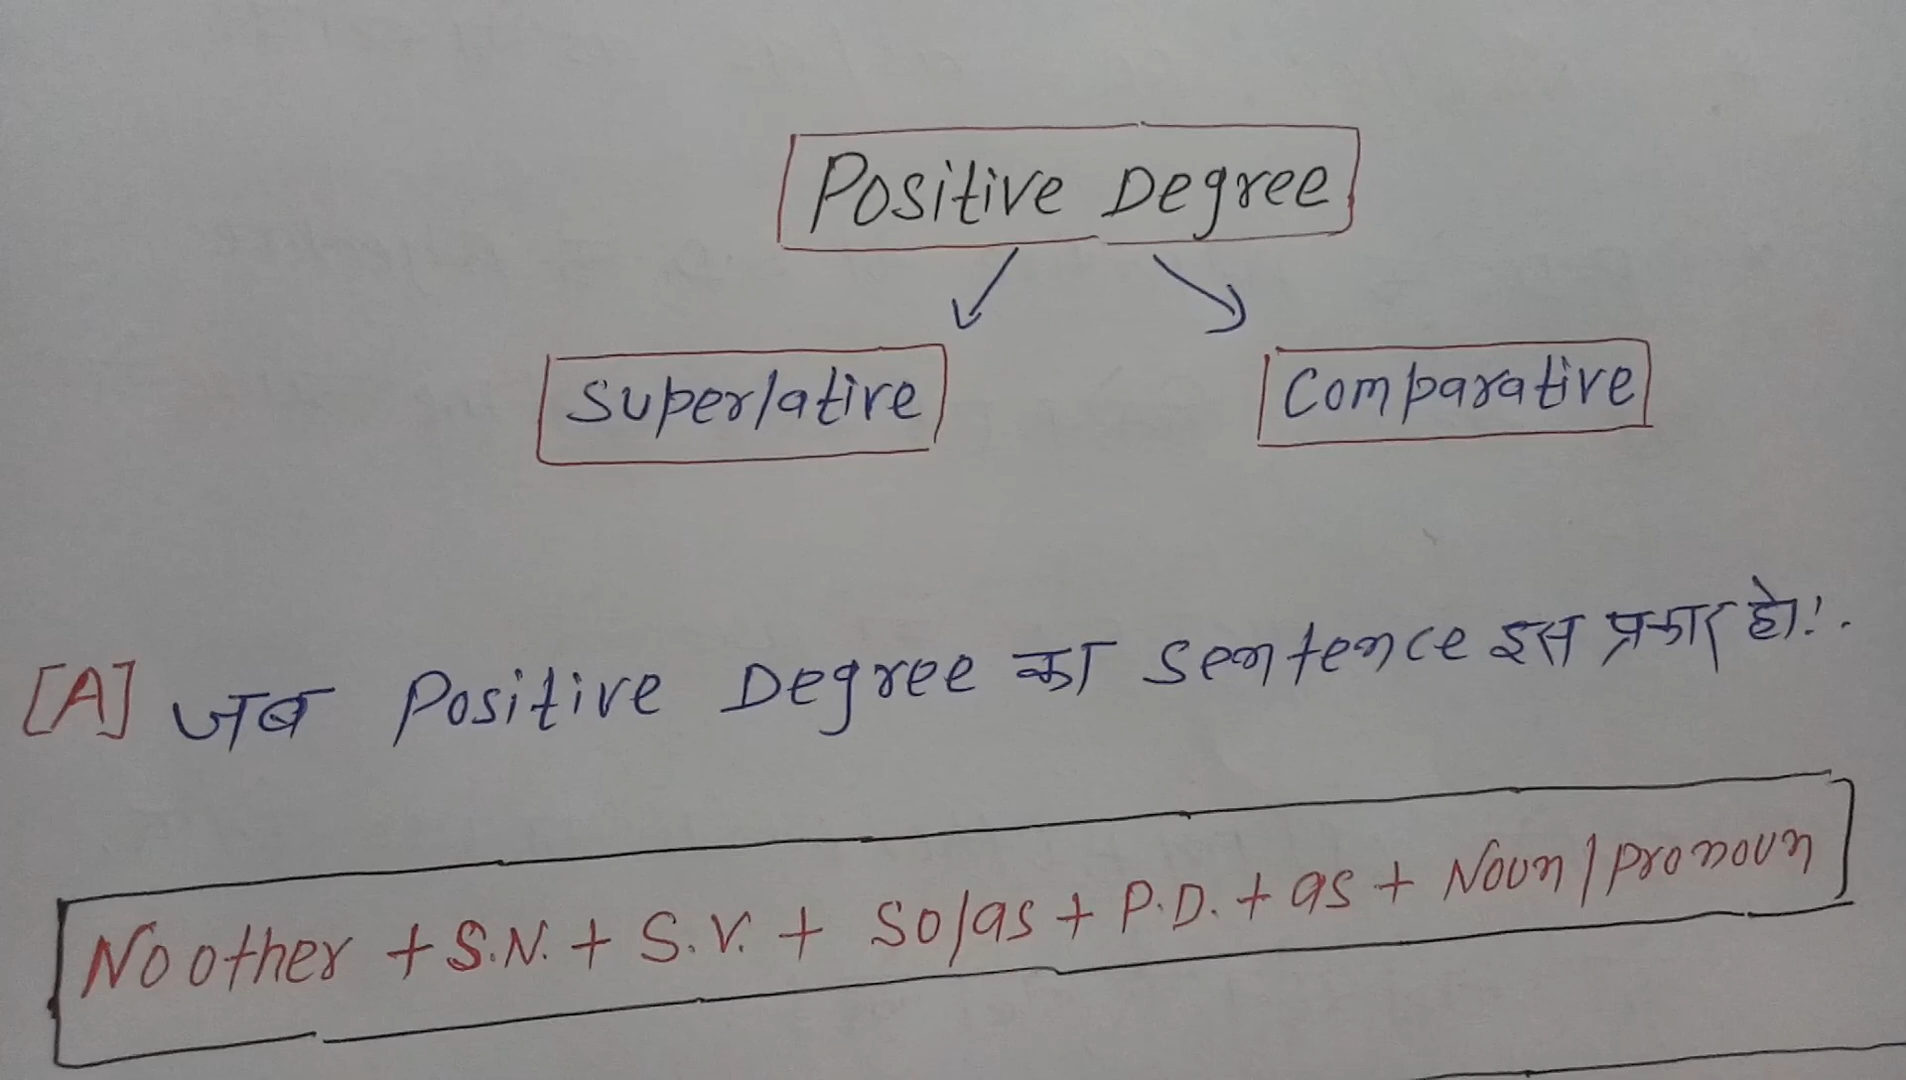 Positive Degree
Superlative
Comparative
[A] जब Positive Degree का sentence इस प्रकार हो:.
No other + S.N. + S.V. + so/as + P.D. + as + Noun/pronoun